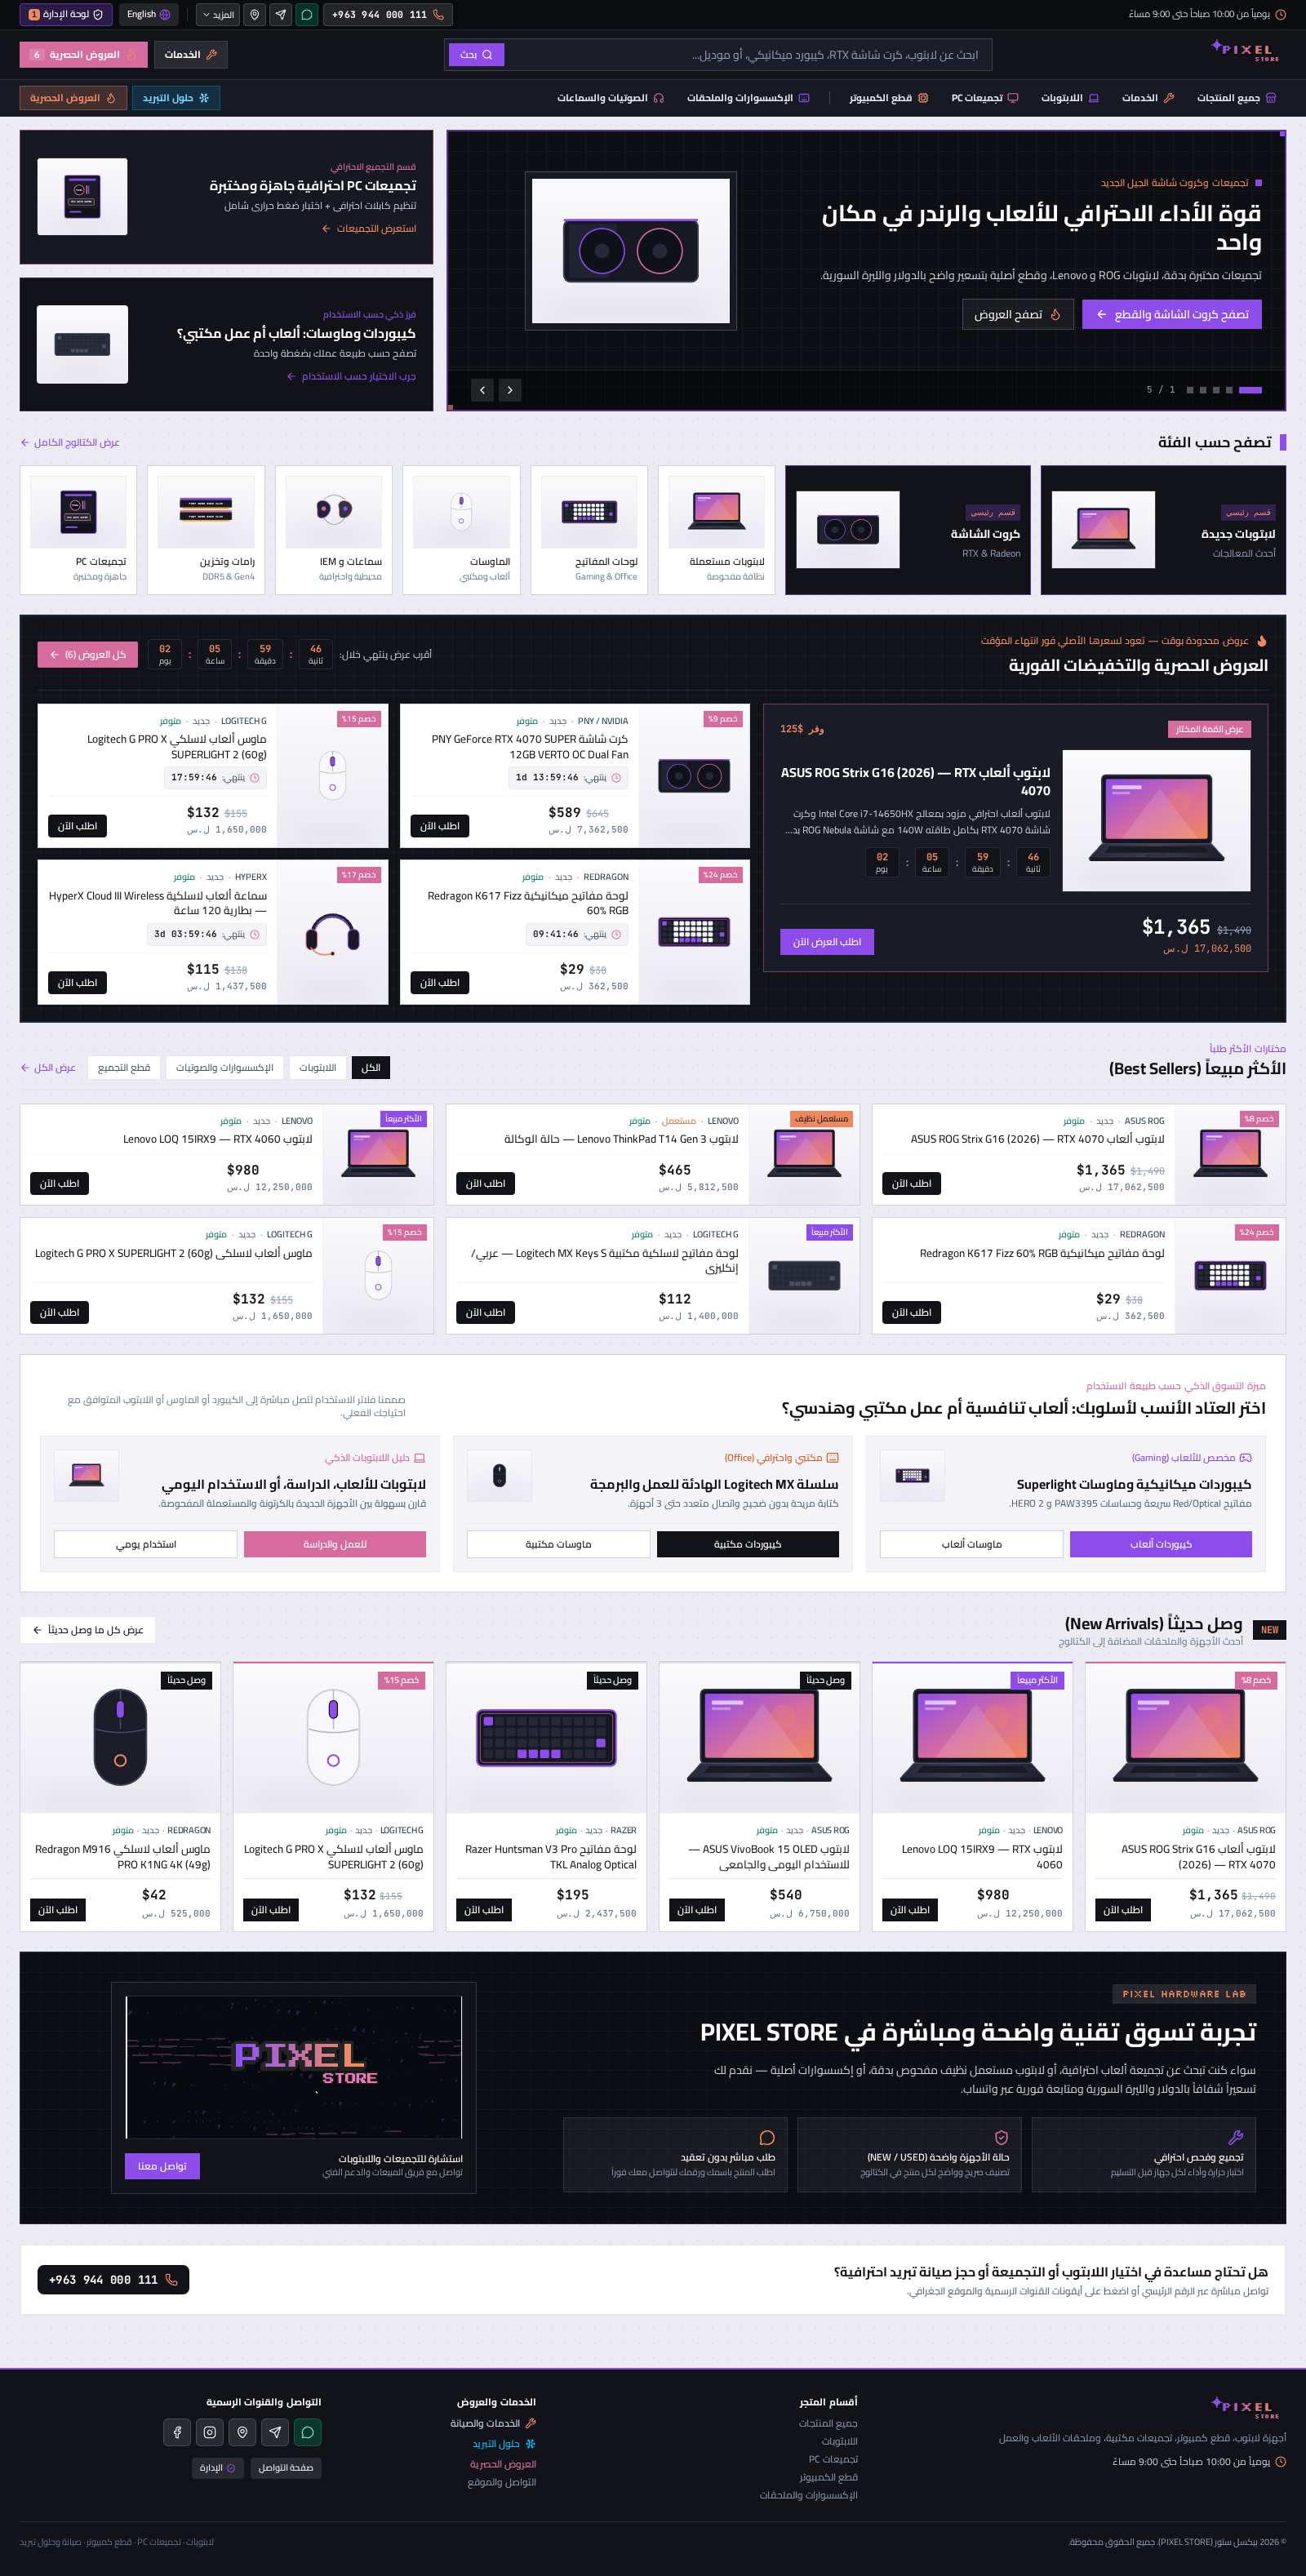 يومياً من 10:00 صباحاً حتى 9:00 مساءً
+963 944 000 111
المزيد
English
لوحة الإدارة 1
PIXEL STORE
ابحث عن لابتوب، كرت شاشة RTX، كيبورد ميكانيكي، أو موديل...
بحث
الخدمات
العروض الحصرية 6
جميع المنتجات
الخدمات
اللابتوبات
تجميعات PC
قطع الكمبيوتر
الإكسسوارات والملحقات
الصوتيات والسماعات
حلول التبريد
العروض الحصرية
تجميعات وكروت شاشة الجيل الجديد
قوة الأداء الاحترافي للألعاب والرندر في مكان
واحد
تجميعات مختبرة بدقة، لابتوبات ROG و Lenovo، وقطع أصلية بتسعير واضح بالدولار والليرة السورية.
تصفح كروت الشاشة والقطع
تصفح العروض
1 / 5
قسم التجميع الاحترافي
تجميعات PC احترافية جاهزة ومختبرة
تنظيم كابلات احترافي + اختبار ضغط حراري شامل
استعرض التجميعات
فرز ذكي حسب الاستخدام
كيبوردات وماوسات: ألعاب أم عمل مكتبي؟
تصفح حسب طبيعة عملك بضغطة واحدة
جرب الاختيار حسب الاستخدام
تصفح حسب الفئة
عرض الكتالوج الكامل
قسم رئيسي
لابتوبات جديدة
أحدث المعالجات
قسم رئيسي
كروت الشاشة
RTX & Radeon
لابتوبات مستعملة
نظافة مفحوصة
لوحات المفاتيح
Gaming & Office
الماوسات
ألعاب ومكتبي
سماعات و IEM
محيطية واحترافية
رامات وتخزين
DDR5 & Gen4
تجميعات PC
جاهزة ومختبرة
عروض محدودة بوقت — تعود لسعرها الأصلي فور انتهاء المؤقت
العروض الحصرية والتخفيضات الفورية
أقرب عرض ينتهي خلال:
46 ثانية : 59 دقيقة : 05 ساعة : 02 يوم
كل العروض (6)
عرض القمة المختار
وفر $125
لابتوب ألعاب ASUS ROG Strix G16 (2026) — RTX
4070
لابتوب ألعاب احترافي مزود بمعالج Intel Core i7-14650HX وكرت
شاشة RTX 4070 بكامل طاقته 140W مع شاشة ROG Nebula بد...
46 ثانية : 59 دقيقة : 05 ساعة : 02 يوم
$1,365 $1,490
17,062,500 ل.س
اطلب العرض الآن
خصم 9%
PNY / NVIDIA · جديد · متوفر
كرت شاشة PNY GeForce RTX 4070 SUPER
12GB VERTO OC Dual Fan
ينتهي: 1d 13:59:46
$589 $645
7,362,500 ل.س
اطلب الآن
خصم 15%
LOGITECH G · جديد · متوفر
ماوس ألعاب لاسلكي Logitech G PRO X
SUPERLIGHT 2 (60g)
ينتهي: 17:59:46
$132 $155
1,650,000 ل.س
اطلب الآن
خصم 24%
REDRAGON · جديد · متوفر
لوحة مفاتيح ميكانيكية Redragon K617 Fizz
60% RGB
ينتهي: 09:41:46
$29 $38
362,500 ل.س
اطلب الآن
خصم 17%
HYPERX · جديد · متوفر
سماعة ألعاب لاسلكية HyperX Cloud III Wireless
— بطارية 120 ساعة
ينتهي: 3d 03:59:46
$115 $138
1,437,500 ل.س
اطلب الآن
مختارات الأكثر طلباً
الأكثر مبيعاً (Best Sellers)
الكل
اللابتوبات
الإكسسوارات والصوتيات
قطع التجميع
عرض الكل
خصم 8%
ASUS ROG · جديد · متوفر
لابتوب ألعاب ASUS ROG Strix G16 (2026) — RTX 4070
$1,365 $1,490
17,062,500 ل.س
اطلب الآن
مستعمل نظيف
LENOVO · مستعمل · متوفر
لابتوب Lenovo ThinkPad T14 Gen 3 — حالة الوكالة
$465
5,812,500 ل.س
اطلب الآن
الأكثر مبيعاً
LENOVO · جديد · متوفر
لابتوب Lenovo LOQ 15IRX9 — RTX 4060
$980
12,250,000 ل.س
اطلب الآن
خصم 24%
REDRAGON · جديد · متوفر
لوحة مفاتيح ميكانيكية Redragon K617 Fizz 60% RGB
$29 $38
362,500 ل.س
اطلب الآن
الأكثر مبيعاً
LOGITECH G · جديد · متوفر
لوحة مفاتيح لاسلكية مكتبية Logitech MX Keys S — عربي/
إنكليزي
$112
1,400,000 ل.س
اطلب الآن
خصم 15%
LOGITECH G · جديد · متوفر
ماوس ألعاب لاسلكي Logitech G PRO X SUPERLIGHT 2 (60g)
$132 $155
1,650,000 ل.س
اطلب الآن
ميزة التسوق الذكي حسب طبيعة الاستخدام
اختر العتاد الأنسب لأسلوبك: ألعاب تنافسية أم عمل مكتبي وهندسي؟
صممنا فلاتر الاستخدام لتصل مباشرة إلى الكيبورد أو الماوس أو اللابتوب المتوافق مع
احتياجك الفعلي.
مخصص للألعاب (Gaming)
كيبوردات ميكانيكية وماوسات Superlight
مفاتيح Red/Optical سريعة وحساسات PAW3395 و HERO 2.
كيبوردات ألعاب
ماوسات ألعاب
مكتبي واحترافي (Office)
سلسلة Logitech MX الهادئة للعمل والبرمجة
كتابة مريحة بدون ضجيج واتصال متعدد حتى 3 أجهزة.
كيبوردات مكتبية
ماوسات مكتبية
دليل اللابتوبات الذكي
لابتوبات للألعاب، الدراسة، أو الاستخدام اليومي
قارن بسهولة بين الأجهزة الجديدة بالكرتونة والمستعملة المفحوصة.
للعمل والدراسة
استخدام يومي
NEW
وصل حديثاً (New Arrivals)
أحدث الأجهزة والملحقات المضافة إلى الكتالوج
عرض كل ما وصل حديثاً
خصم 8%
ASUS ROG · جديد · متوفر
لابتوب ألعاب ASUS ROG Strix G16
(2026) — RTX 4070
$1,365 $1,490
17,062,500 ل.س
اطلب الآن
الأكثر مبيعاً
LENOVO · جديد · متوفر
لابتوب Lenovo LOQ 15IRX9 — RTX
4060
$980
12,250,000 ل.س
اطلب الآن
وصل حديثاً
ASUS ROG · جديد · متوفر
لابتوب ASUS VivoBook 15 OLED —
للاستخدام اليومي والجامعي
$540
6,750,000 ل.س
اطلب الآن
وصل حديثاً
RAZER · جديد · متوفر
لوحة مفاتيح Razer Huntsman V3 Pro
TKL Analog Optical
$195
2,437,500 ل.س
اطلب الآن
خصم 15%
LOGITECH G · جديد · متوفر
ماوس ألعاب لاسلكي Logitech G PRO X
SUPERLIGHT 2 (60g)
$132 $155
1,650,000 ل.س
اطلب الآن
وصل حديثاً
REDRAGON · جديد · متوفر
ماوس ألعاب لاسلكي Redragon M916
PRO K1NG 4K (49g)
$42
525,000 ل.س
اطلب الآن
PIXEL HARDWARE LAB
تجربة تسوق تقنية واضحة ومباشرة في PIXEL STORE
سواء كنت تبحث عن تجميعة ألعاب احترافية، أو لابتوب مستعمل نظيف مفحوص بدقة، أو إكسسوارات أصلية — نقدم لك
تسعيراً شفافاً بالدولار والليرة السورية ومتابعة فورية عبر واتساب.
تجميع وفحص احترافي
اختبار حرارة وأداء لكل جهاز قبل التسليم
حالة الأجهزة واضحة (NEW / USED)
تصنيف صريح وواضح لكل منتج في الكتالوج
طلب مباشر بدون تعقيد
اطلب المنتج باسمك ورقمك لنتواصل معك فوراً
PIXEL
STORE
استشارة للتجميعات واللابتوبات
تواصل مع فريق المبيعات والدعم الفني
تواصل معنا
هل تحتاج مساعدة في اختيار اللابتوب أو التجميعة أو حجز صيانة تبريد احترافية؟
تواصل مباشرة عبر الرقم الرئيسي أو اضغط على أيقونات القنوات الرسمية والموقع الجغرافي.
+963 944 000 111
PIXEL STORE
أجهزة لابتوب، قطع كمبيوتر، تجميعات مكتبية، وملحقات الألعاب والعمل
يومياً من 10:00 صباحاً حتى 9:00 مساءً
أقسام المتجر
جميع المنتجات
اللابتوبات
تجميعات PC
قطع الكمبيوتر
الإكسسوارات والملحقات
الخدمات والعروض
الخدمات والصيانة
حلول التبريد
العروض الحصرية
التواصل والموقع
التواصل والقنوات الرسمية
صفحة التواصل
الإدارة
© 2026 بيكسل ستور (PIXEL STORE). جميع الحقوق محفوظة.
لابتوبات · تجميعات PC · قطع كمبيوتر · صيانة وحلول تبريد